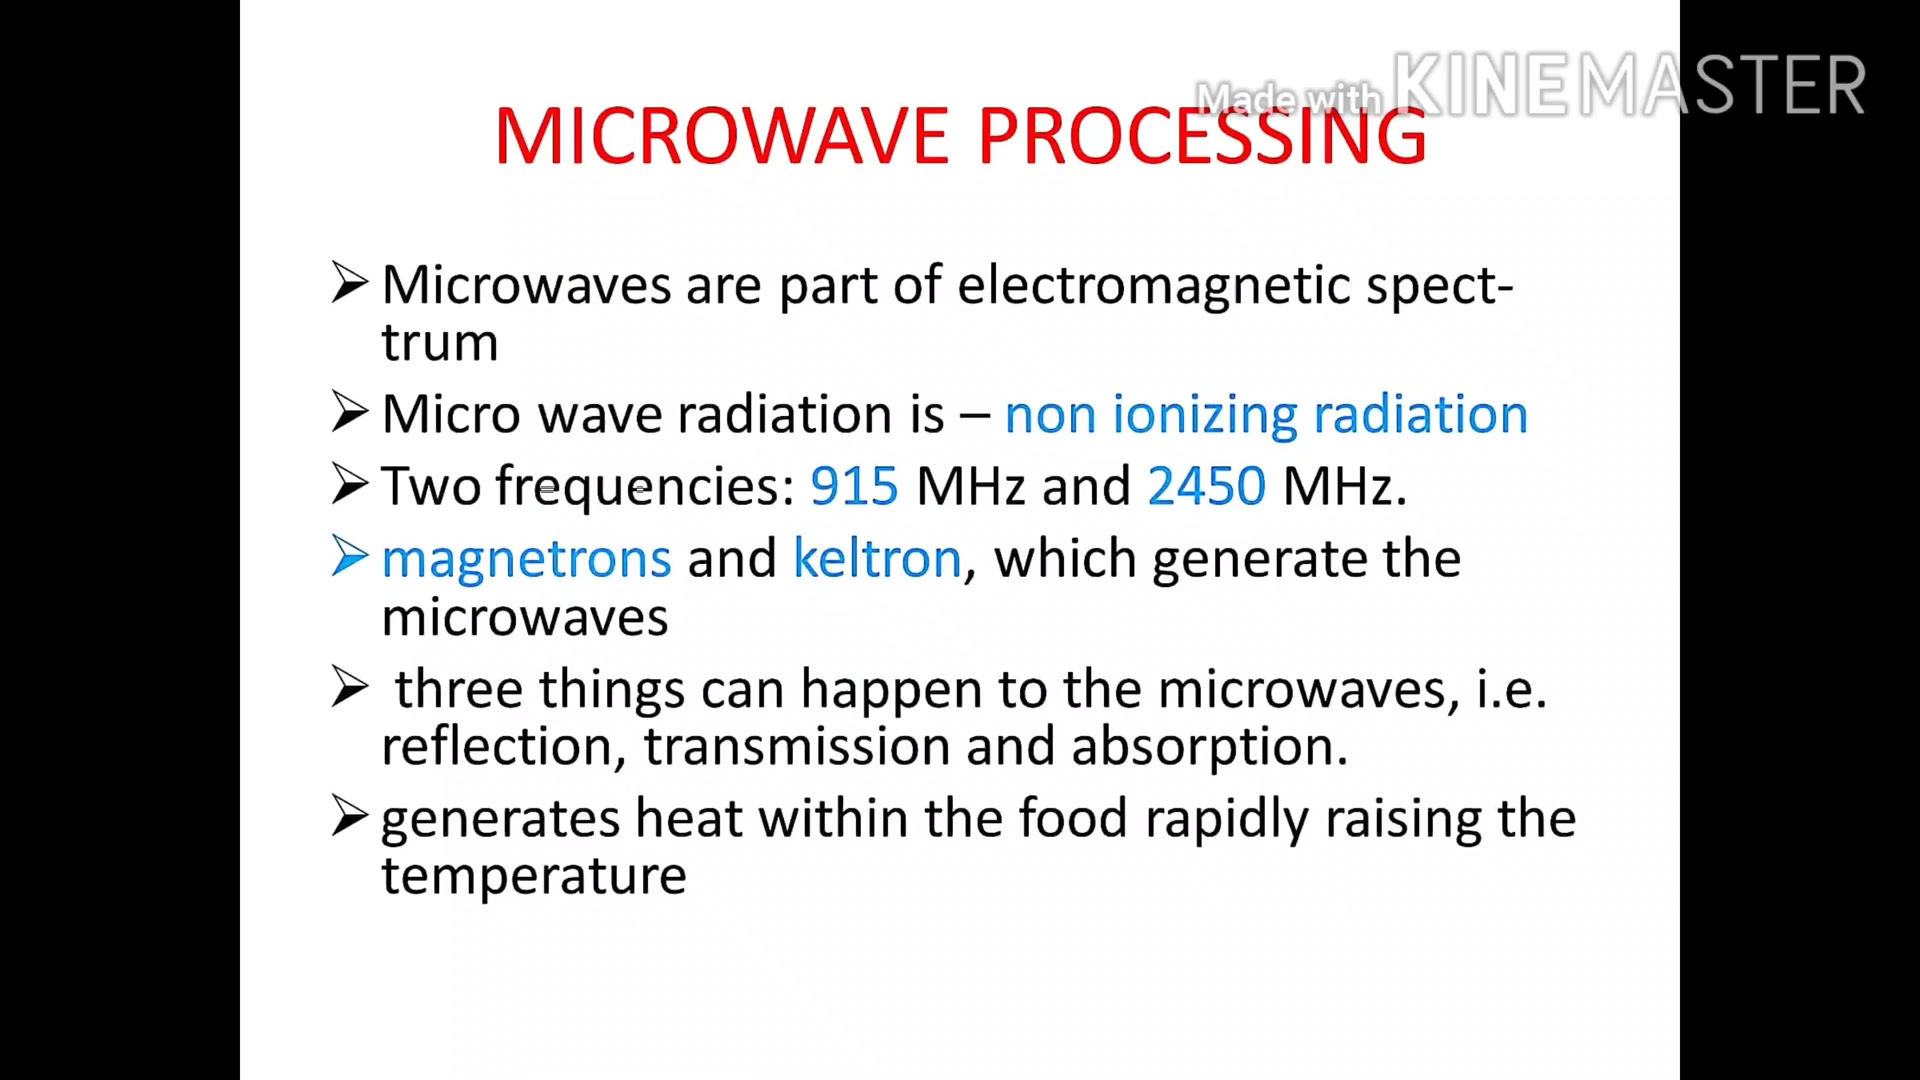 Made with KINEMASTER
MICROWAVE PROCESSING
➢ Microwaves are part of electromagnetic spect-
trum
➢ Micro wave radiation is – non ionizing radiation
➢ Two frequencies: 915 MHz and 2450 MHz.
➢ magnetrons and keltron, which generate the
microwaves
➢ three things can happen to the microwaves, i.e.
reflection, transmission and absorption.
➢ generates heat within the food rapidly raising the
temperature